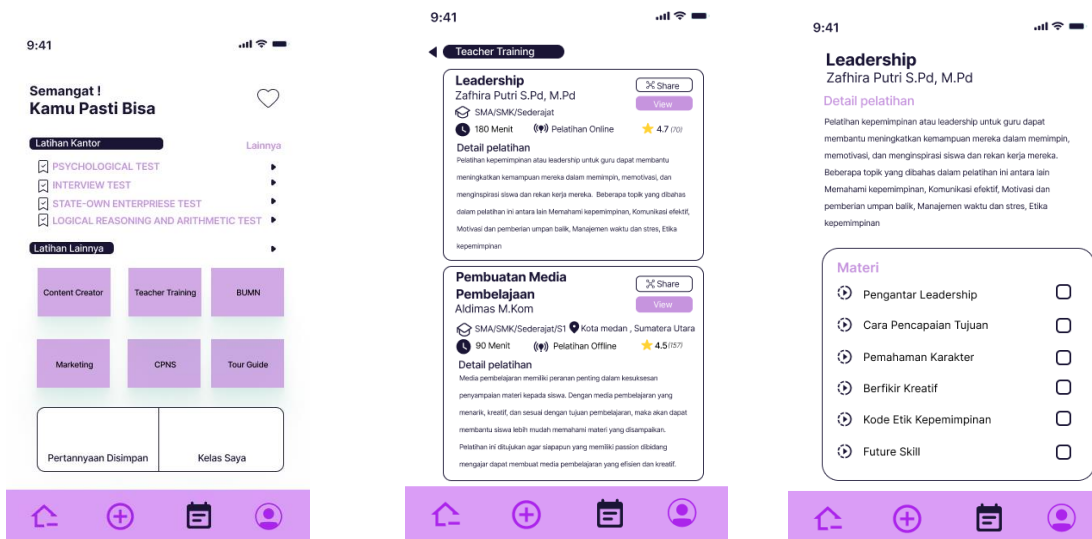 9:41
Semangat !
Kamu Pasti Bisa
Latihan Kantor
Lainnya
PSYCHOLOGICAL TEST
INTERVIEW TEST
STATE-OWN ENTERPRIESE TEST
LOGICAL REASONING AND ARITHMETIC TEST
Latihan Lainnya
Content Creator
Teacher Training
BUMN
Marketing
CPNS
Tour Guide
Pertannyaan Disimpan
Kelas Saya
9:41
Teacher Training
Leadership
Share
Zafhira Putri S.Pd, M.Pd
View
SMA/SMK/Sederajat
180 Menit
Pelatihan Online
4.7 (70)
Detail pelatihan
Pelatihan kepemimpinan atau leadership untuk guru dapat membantu
meningkatkan kemampuan mereka dalam memimpin, memotivasi, dan
menginspirasi siswa dan rekan kerja mereka. Beberapa topik yang dibahas
dalam pelatihan ini antara lain Memahami kepemimpinan, Komunikasi efektif,
Motivasi dan pemberian umpan balik, Manajemen waktu dan stres, Etika
kepemimpinan
Pembuatan Media
Pembelajaan
Share
Aldimas M.Kom
View
SMA/SMK/Sederajat/S1
Kota medan , Sumatera Utara
90 Menit
Pelatihan Offline
4.5 (157)
Detail pelatihan
Media pembelajaran memiliki peranan penting dalam kesuksesan
penyampaian materi kepada siswa. Dengan media pembelajaran yang
menarik, kreatif, dan sesuai dengan tujuan pembelajaran, maka akan dapat
membantu siswa lebih mudah memahami materi yang disampaikan.
Pelatihan ini ditujukan agar siapapun yang memiliki passion dibidang
mengajar dapat membuat media pembelajaran yang efisien dan kreatif.
9:41
Leadership
Zafhira Putri S.Pd, M.Pd
Detail pelatihan
Pelatihan kepemimpinan atau leadership untuk guru dapat
membantu meningkatkan kemampuan mereka dalam memimpin,
memotivasi, dan menginspirasi siswa dan rekan kerja mereka.
Beberapa topik yang dibahas dalam pelatihan ini antara lain
Memahami kepemimpinan, Komunikasi efektif, Motivasi dan
pemberian umpan balik, Manajemen waktu dan stres, Etika
kepemimpinan
Materi
Pengantar Leadership
Cara Pencapaian Tujuan
Pemahaman Karakter
Berfikir Kreatif
Kode Etik Kepemimpinan
Future Skill